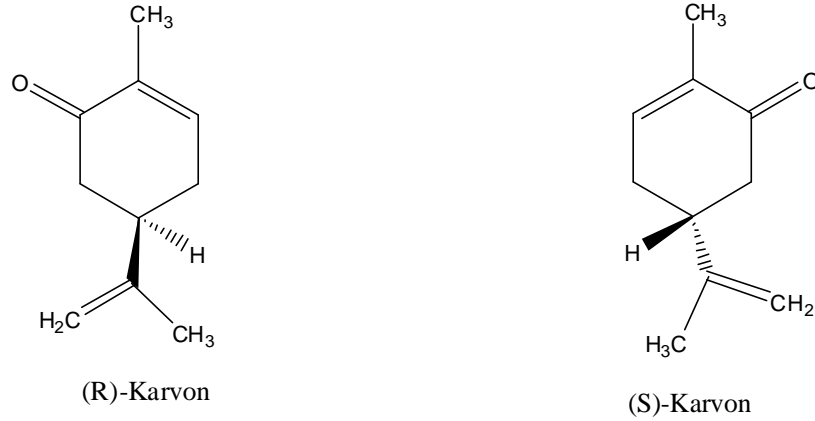 CH3 CH3
O O
H H
H2C CH3 CH2
H3C
(R)-Karvon (S)-Karvon